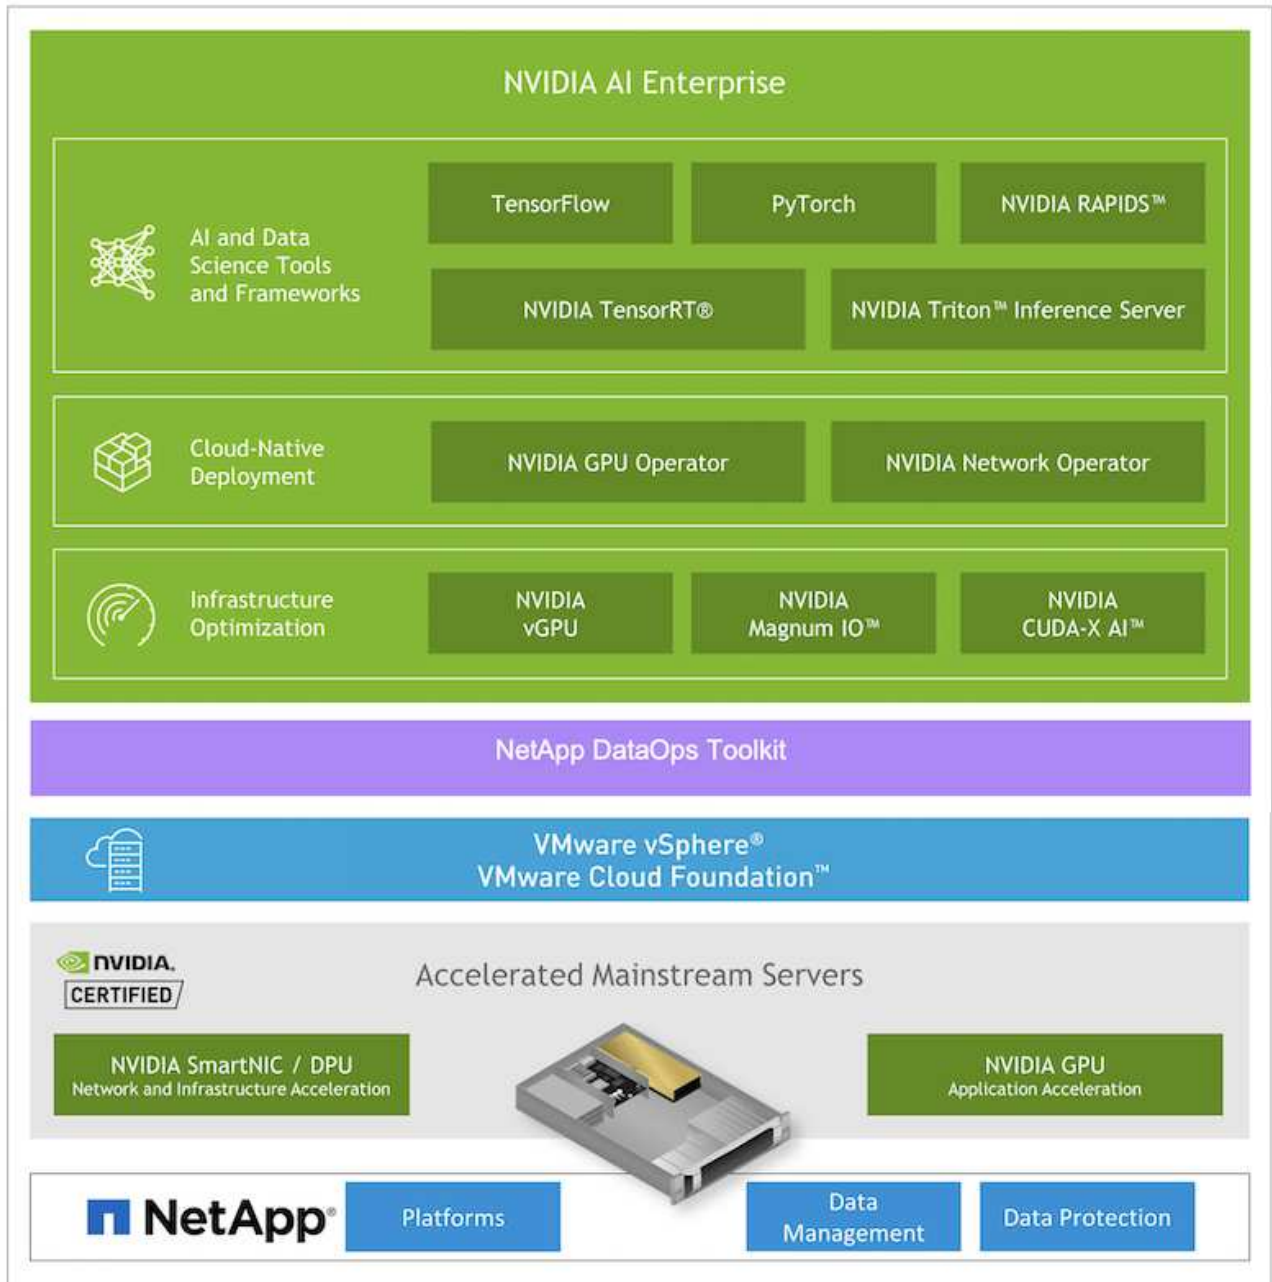 NVIDIA AI Enterprise
AI and Data
Science Tools
and Frameworks
TensorFlow
PyTorch
NVIDIA RAPIDS™
NVIDIA TensorRT®
NVIDIA Triton™ Inference Server
Cloud-Native
Deployment
NVIDIA GPU Operator
NVIDIA Network Operator
Infrastructure
Optimization
NVIDIA
vGPU
NVIDIA
Magnum IO™
NVIDIA
CUDA-X AI™
NetApp DataOps Toolkit
VMware vSphere®
VMware Cloud Foundation™
NVIDIA.
CERTIFIED
Accelerated Mainstream Servers
NVIDIA SmartNIC / DPU
Network and Infrastructure Acceleration
NVIDIA GPU
Application Acceleration
NetApp®
Platforms
Data
Management
Data Protection